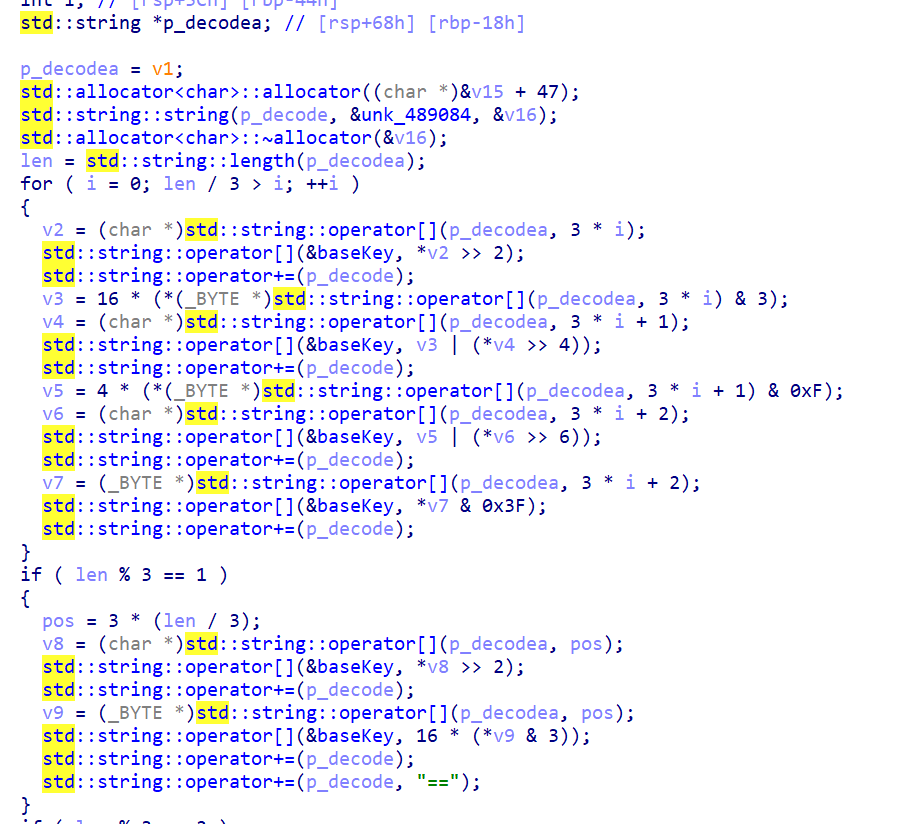 int i; // [rsp+5Ch] [rbp-44h]
std::string *p_decodea; // [rsp+68h] [rbp-18h]
p_decodea = v1;
std::allocator<char>::allocator((char *)&v15 + 47);
std::string::string(p_decode, &unk_489084, &v16);
std::allocator<char>::~allocator(&v16);
len = std::string::length(p_decodea);
for ( i = 0; len / 3 > i; ++i )
{
v2 = (char *)std::string::operator[](p_decodea, 3 * i);
std::string::operator[](&baseKey, *v2 >> 2);
std::string::operator+=(p_decode);
v3 = 16 * (*(_BYTE *)std::string::operator[](p_decodea, 3 * i) & 3);
v4 = (char *)std::string::operator[](p_decodea, 3 * i + 1);
std::string::operator[](&baseKey, v3 | (*v4 >> 4));
std::string::operator+=(p_decode);
v5 = 4 * (*(_BYTE *)std::string::operator[](p_decodea, 3 * i + 1) & 0xF);
v6 = (char *)std::string::operator[](p_decodea, 3 * i + 2);
std::string::operator[](&baseKey, v5 | (*v6 >> 6));
std::string::operator+=(p_decode);
v7 = (_BYTE *)std::string::operator[](p_decodea, 3 * i + 2);
std::string::operator[](&baseKey, *v7 & 0x3F);
std::string::operator+=(p_decode);
}
if ( len % 3 == 1 )
{
pos = 3 * (len / 3);
v8 = (char *)std::string::operator[](p_decodea, pos);
std::string::operator[](&baseKey, *v8 >> 2);
std::string::operator+=(p_decode);
v9 = (_BYTE *)std::string::operator[](p_decodea, pos);
std::string::operator[](&baseKey, 16 * (*v9 & 3));
std::string::operator+=(p_decode);
std::string::operator+=(p_decode, "==");
}